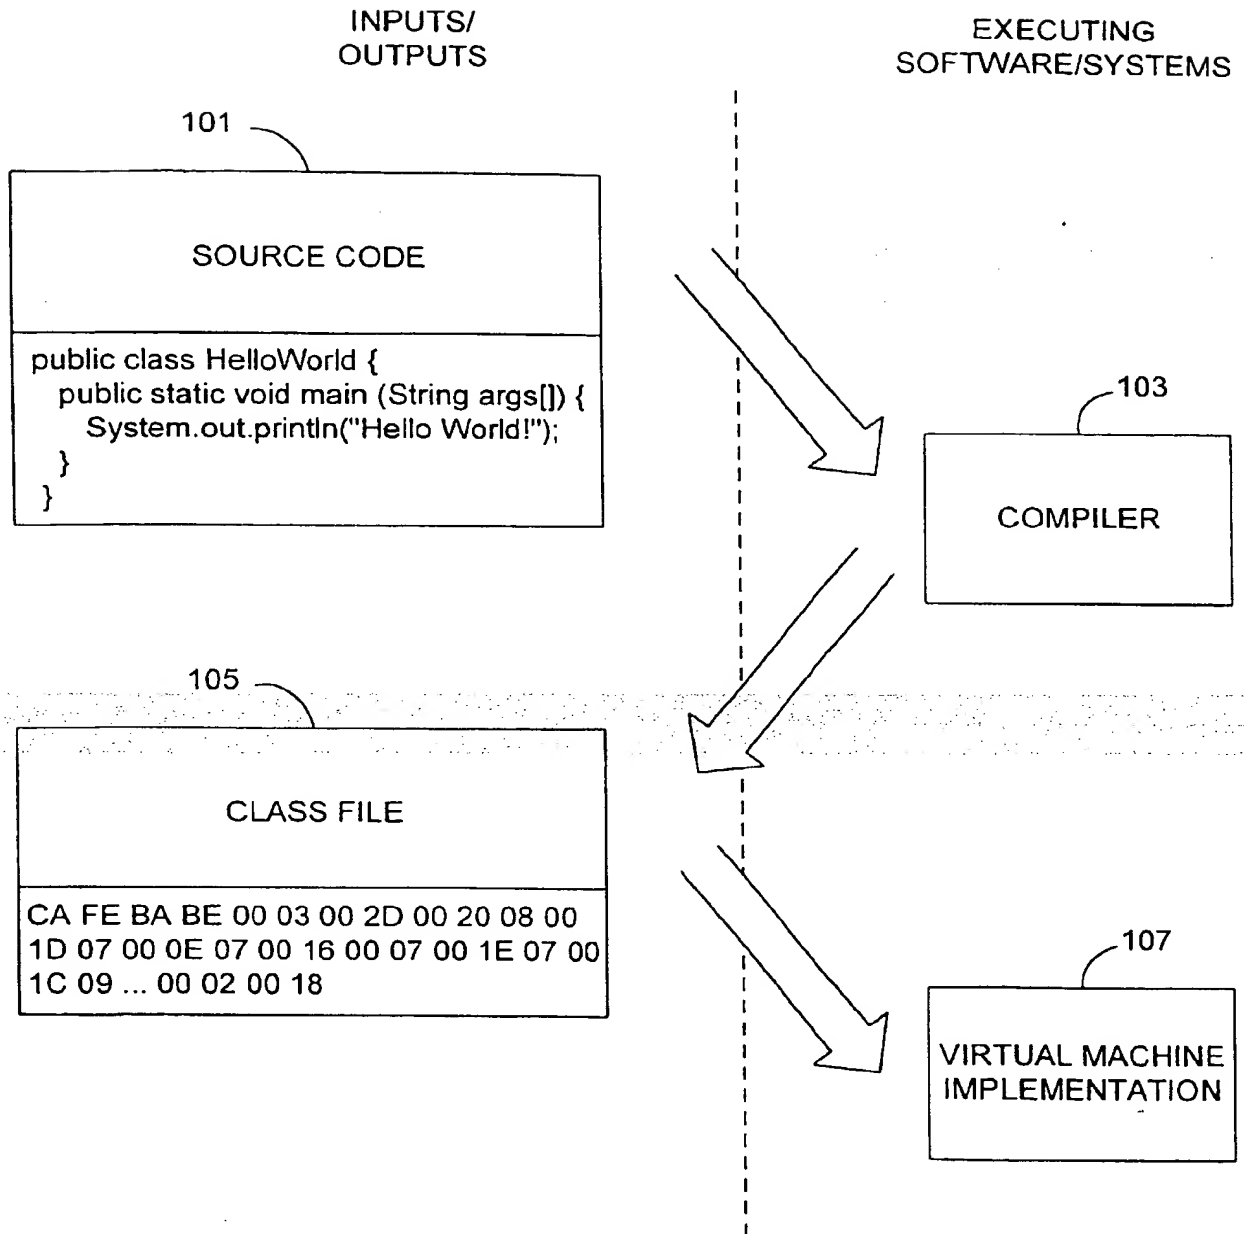 INPUTS/
OUTPUTS
EXECUTING
SOFTWARE/SYSTEMS
101
SOURCE CODE
public class HelloWorld {
public static void main (String args[]) {
System.out.println("Hello World!");
}
}
103
COMPILER
105
CLASS FILE
CA FE BA BE 00 03 00 2D 00 20 08 00
1D 07 00 0E 07 00 16 00 07 00 1E 07 00
1C 09 ... 00 02 00 18
107
VIRTUAL MACHINE
IMPLEMENTATION